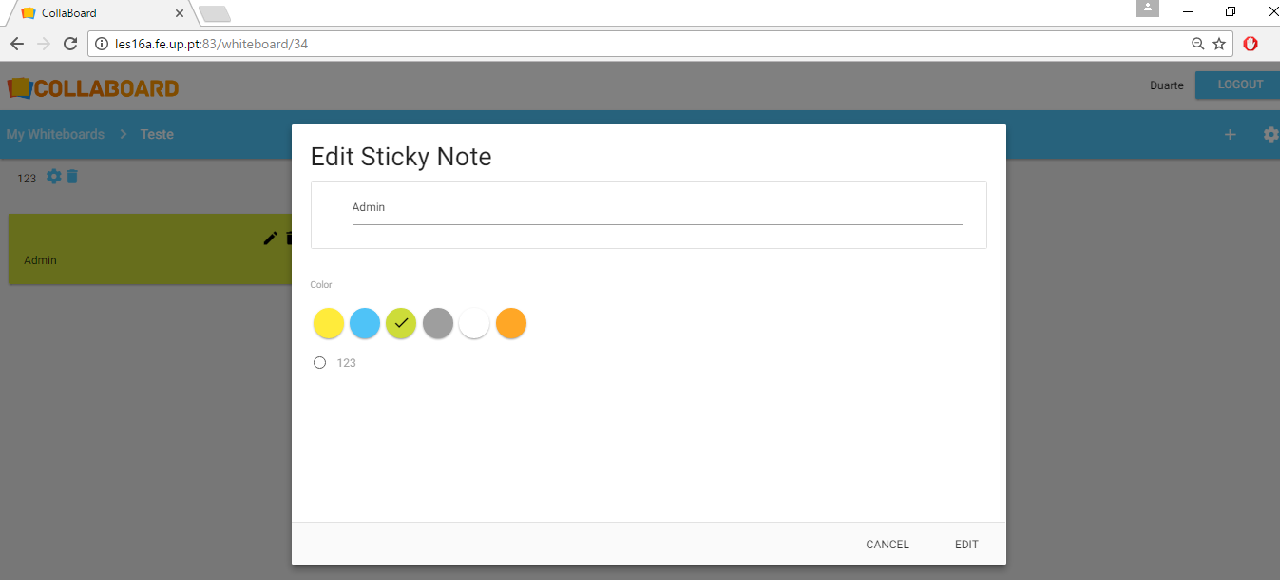 CollaBoard
les16a.fe.up.pt:83/whiteboard/34
COLLABOARD
Duarte
LOGOUT
My Whiteboards > Teste
123
Admin
Edit Sticky Note
Admin
Color
123
CANCEL
EDIT